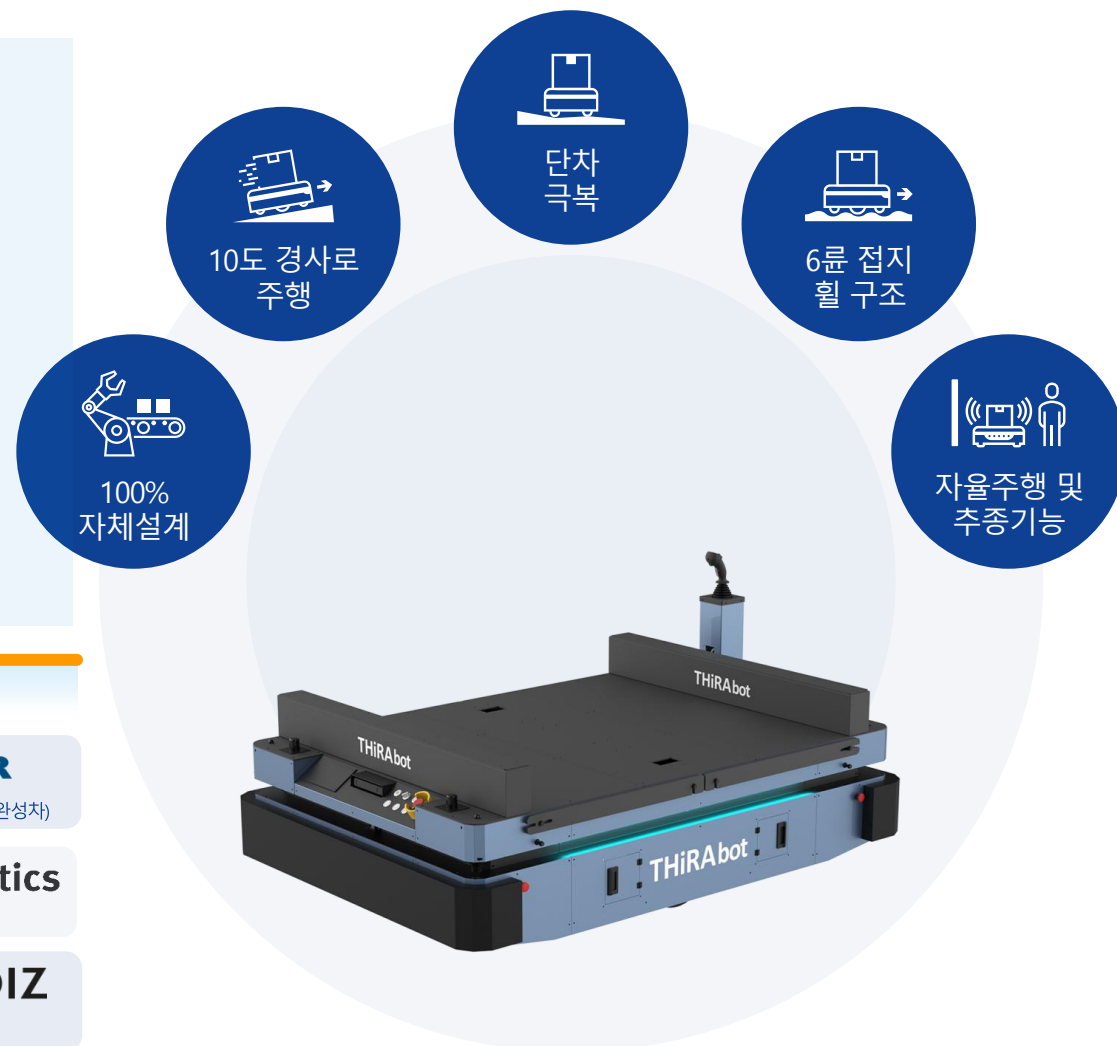 단차
극복
10도 경사로
주행
6륜 접지
휠 구조
100%
자체설계
자율주행 및
추종기능
THiRAbot
THiRAbot
THiRAbot
완성차)